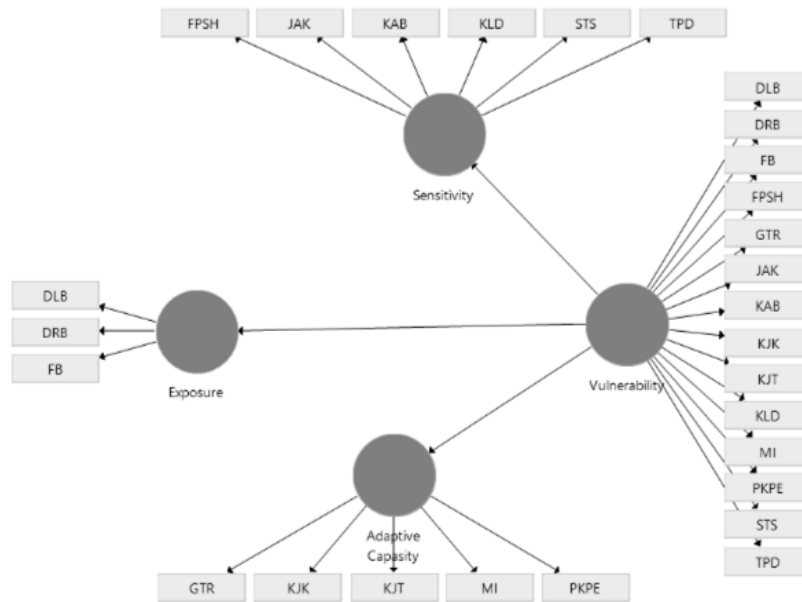 FPSH
JAK
KAB
KLD
STS
TPD
Sensitivity
DLB
DRB
FB
Exposure
Adaptive
Capasity
GTR
KJK
KJT
MI
PKPE
Vulnerability
DLB
DRB
FB
FPSH
GTR
JAK
KAB
KJK
KJT
KLD
MI
PKPE
STS
TPD